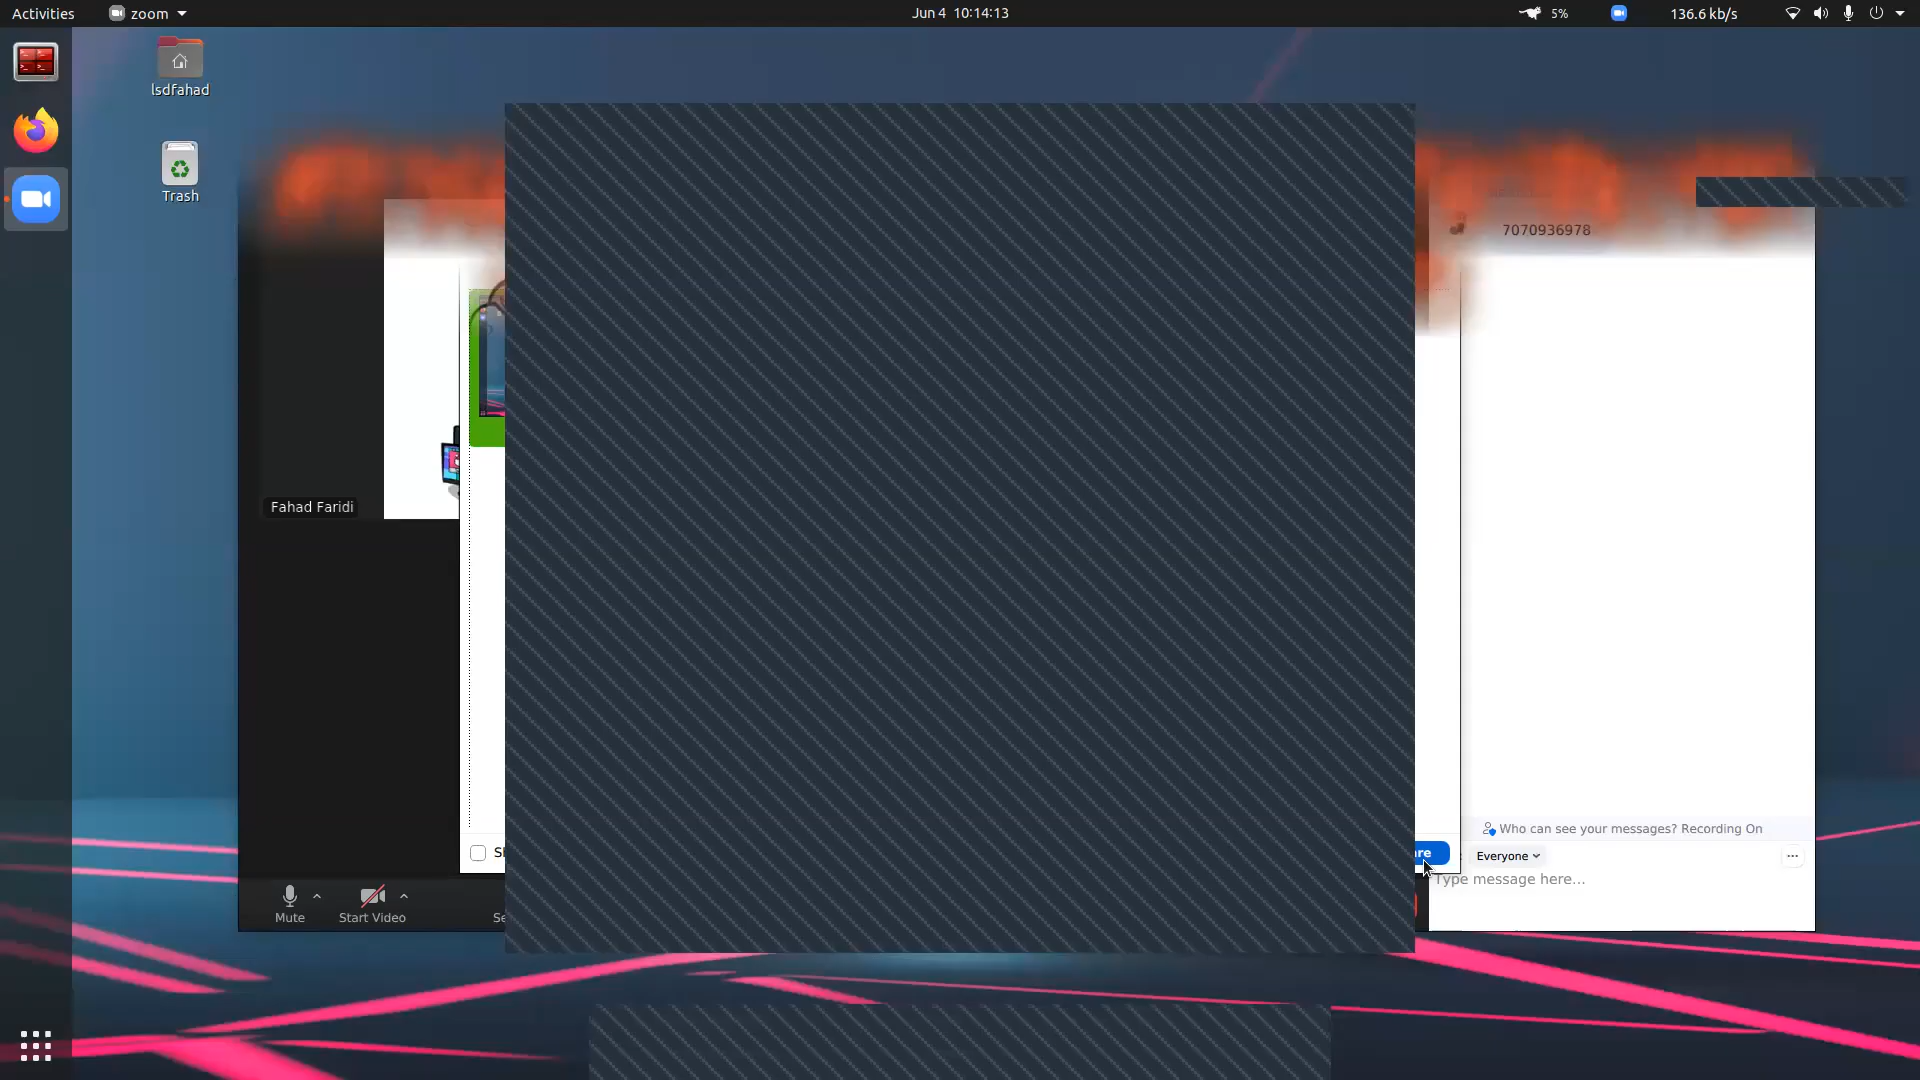 Activities
zoom
Jun 4 10:14:13
5%
136.6 kb/s
lsdfahad
Trash
7070936978
Fahad Faridi
Who can see your messages? Recording On
Everyone
Type message here...
Mute
Start Video